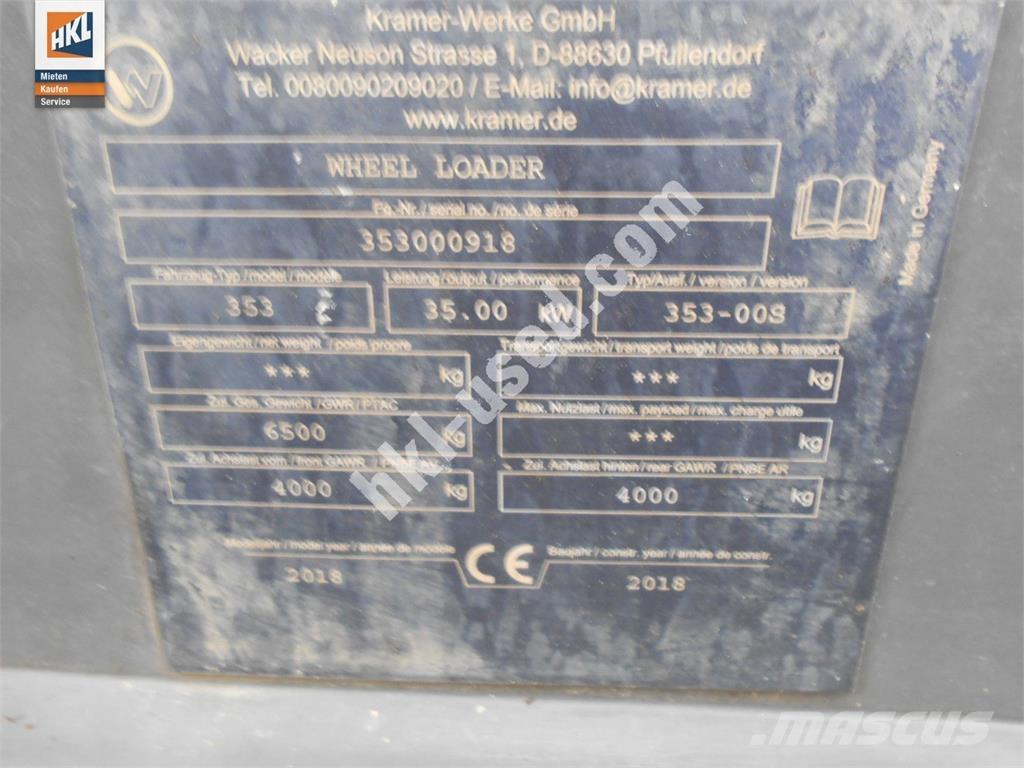 HKL
Mieten
Kaufen
Service
Kramer-Werke GmbH
Wacker Neuson Strasse 1, D-88630 Pfullendorf
Tel. 0080090209020 / E-Mail: info@kramer.de
www.kramer.de
WHEEL LOADER
Fg.-Nr./ serial no. / no. de série
353000918
Fahrzeug-Typ / model / modele
Leistung / output / performance
Typ/Ausf. / version / version
353
35.00 kW
353-00S
Eigengewicht / net weight / poids propre
Transportgewicht / transport weight / poids de transport
*** kg
*** kg
Zul. Ges. Gewich. / GWR / PTAC
Max. Nutzlast / max. payload / max. charge utile
6500 Kg
*** kg
Zul. Achslast vorn. / front GAWR / PNBE AV
Zul. Achslast hinten / rear GAWR / PNBE AR
4000 kg
4000 kg
Modelljahr / model year / année de modele
CE
Baujahr / constr. year / année de constr.
2018
2018
Made in Germany
hkl-used.com
MASCUS